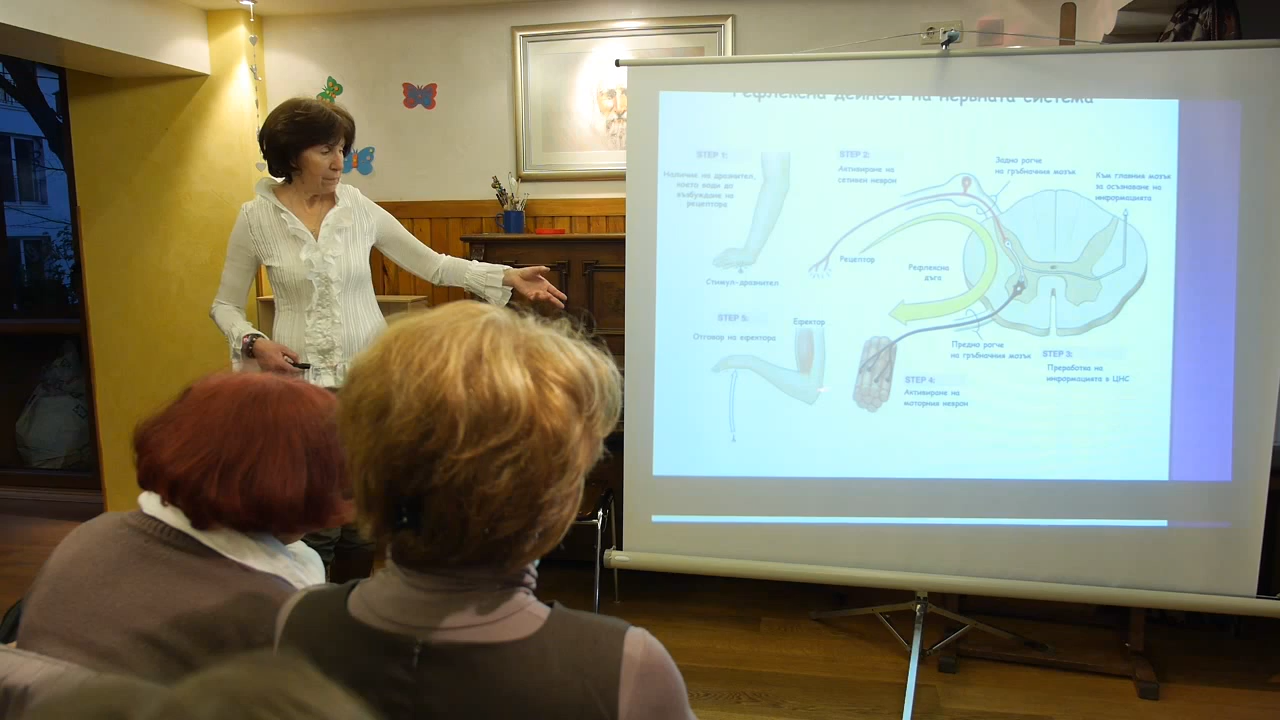 Рефлексна дейност на нервната система
STEP 1:
Наличие на дразнител,
което води до
възбуждане на
рецептора
Стимул-дразнител
STEP 2:
Активиране на
сетивен неврон
Задно рогче
на гръбначния мозък
Към главния мозък
за осъзнаване на
информацията
Рецептор
Рефлексна
дъга
STEP 5:
Отговор на ефектора
Ефектор
Предно рогче
на гръбначния мозък
STEP 3:
Преработка на
информацията в ЦНС
STEP 4:
Активиране на
моторния неврон